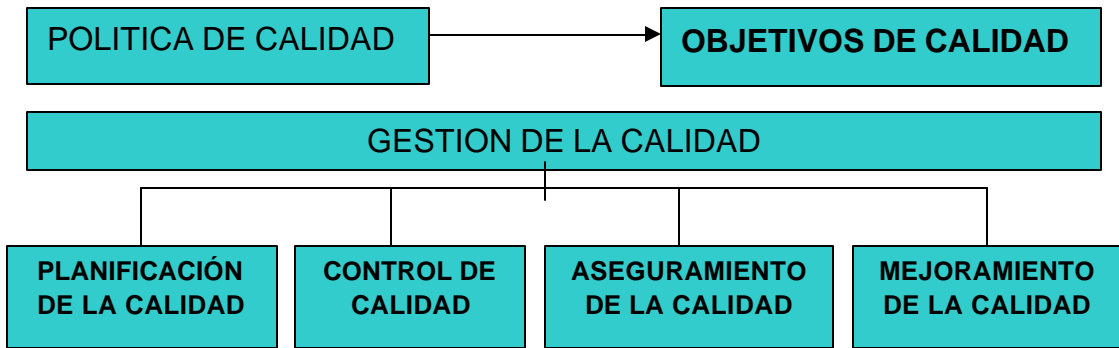 POLITICA DE CALIDAD
OBJETIVOS DE CALIDAD
GESTION DE LA CALIDAD
PLANIFICACIÓN
DE LA CALIDAD
CONTROL DE
CALIDAD
ASEGURAMIENTO
DE LA CALIDAD
MEJORAMIENTO
DE LA CALIDAD